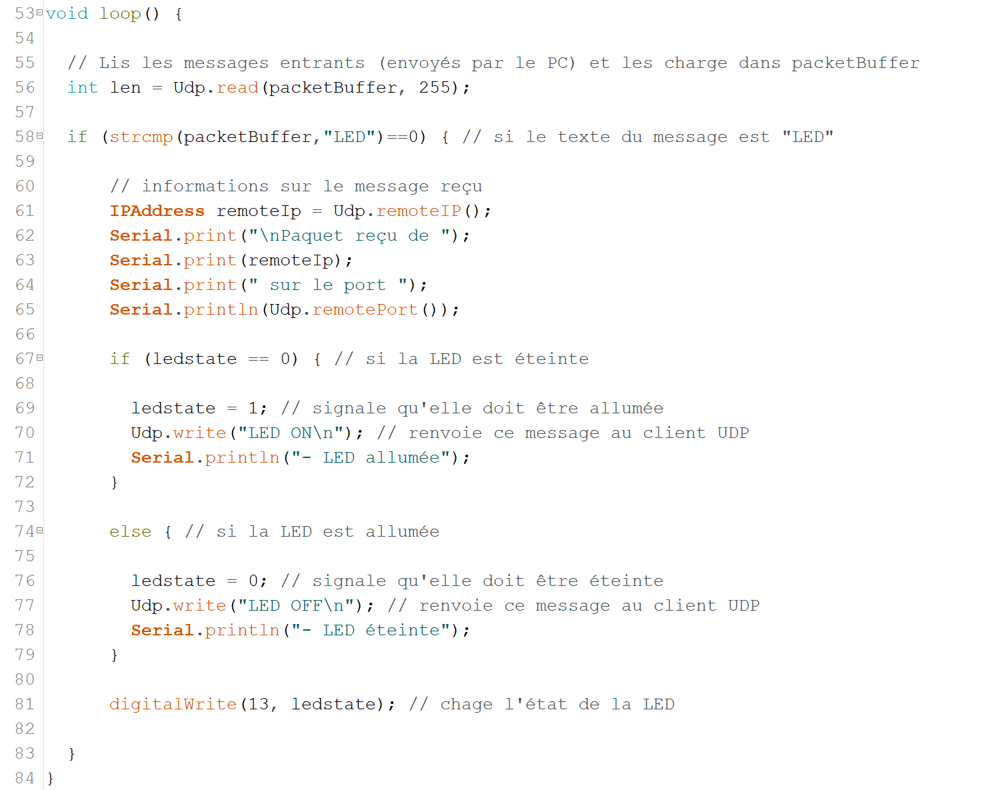 53 void loop() {
54
55 // Lis les messages entrants (envoyés par le PC) et les charge dans packetBuffer
56 int len = Udp.read(packetBuffer, 255);
57
58 if (strcmp(packetBuffer,"LED")==0) { // si le texte du message est "LED"
59
60 // informations sur le message reçu
61 IPAddress remoteIp = Udp.remoteIP();
62 Serial.print("\nPaquet reçu de ");
63 Serial.print(remoteIp);
64 Serial.print(" sur le port ");
65 Serial.println(Udp.remotePort());
66
67 if (ledstate == 0) { // si la LED est éteinte
68
69 ledstate = 1; // signale qu'elle doit être allumée
70 Udp.write("LED ON\n"); // renvoie ce message au client UDP
71 Serial.println("- LED allumée");
72 }
73
74 else { // si la LED est allumée
75
76 ledstate = 0; // signale qu'elle doit être éteinte
77 Udp.write("LED OFF\n"); // renvoie ce message au client UDP
78 Serial.println("- LED éteinte");
79 }
80
81 digitalWrite(13, ledstate); // chage l'état de la LED
82
83 }
84 }